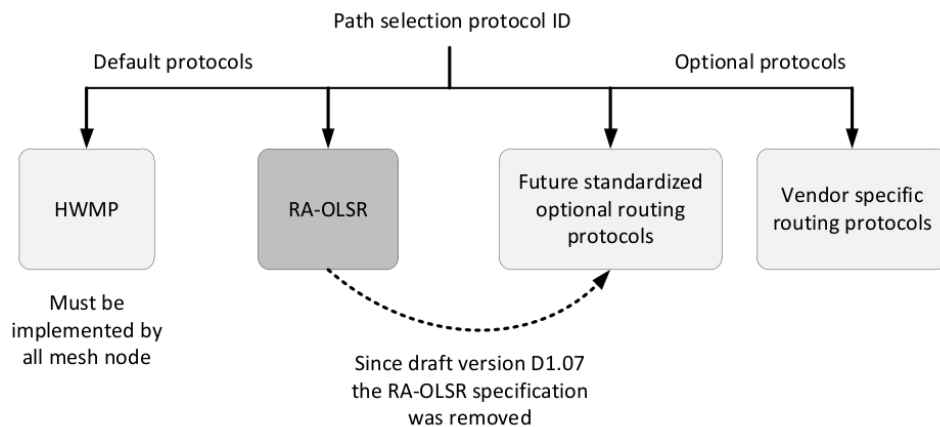 Path selection protocol ID
Default protocols
Optional protocols
HWMP
RA-OLSR
Future standardized
optional routing
protocols
Vendor specific
routing protocols
Must be
implemented by
all mesh node
Since draft version D1.07
the RA-OLSR specification
was removed